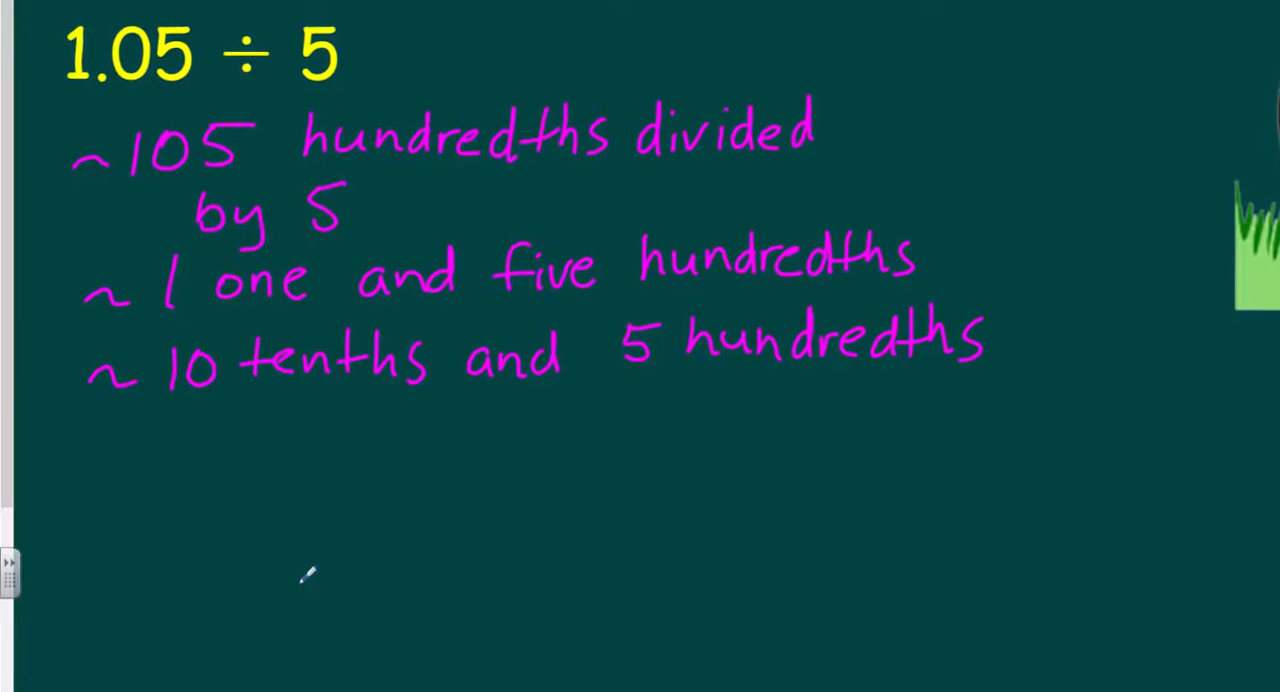 1.05 ÷ 5
~105 hundredths divided
by 5
~ 1 one and five hundredths
~ 10 tenths and 5 hundredths